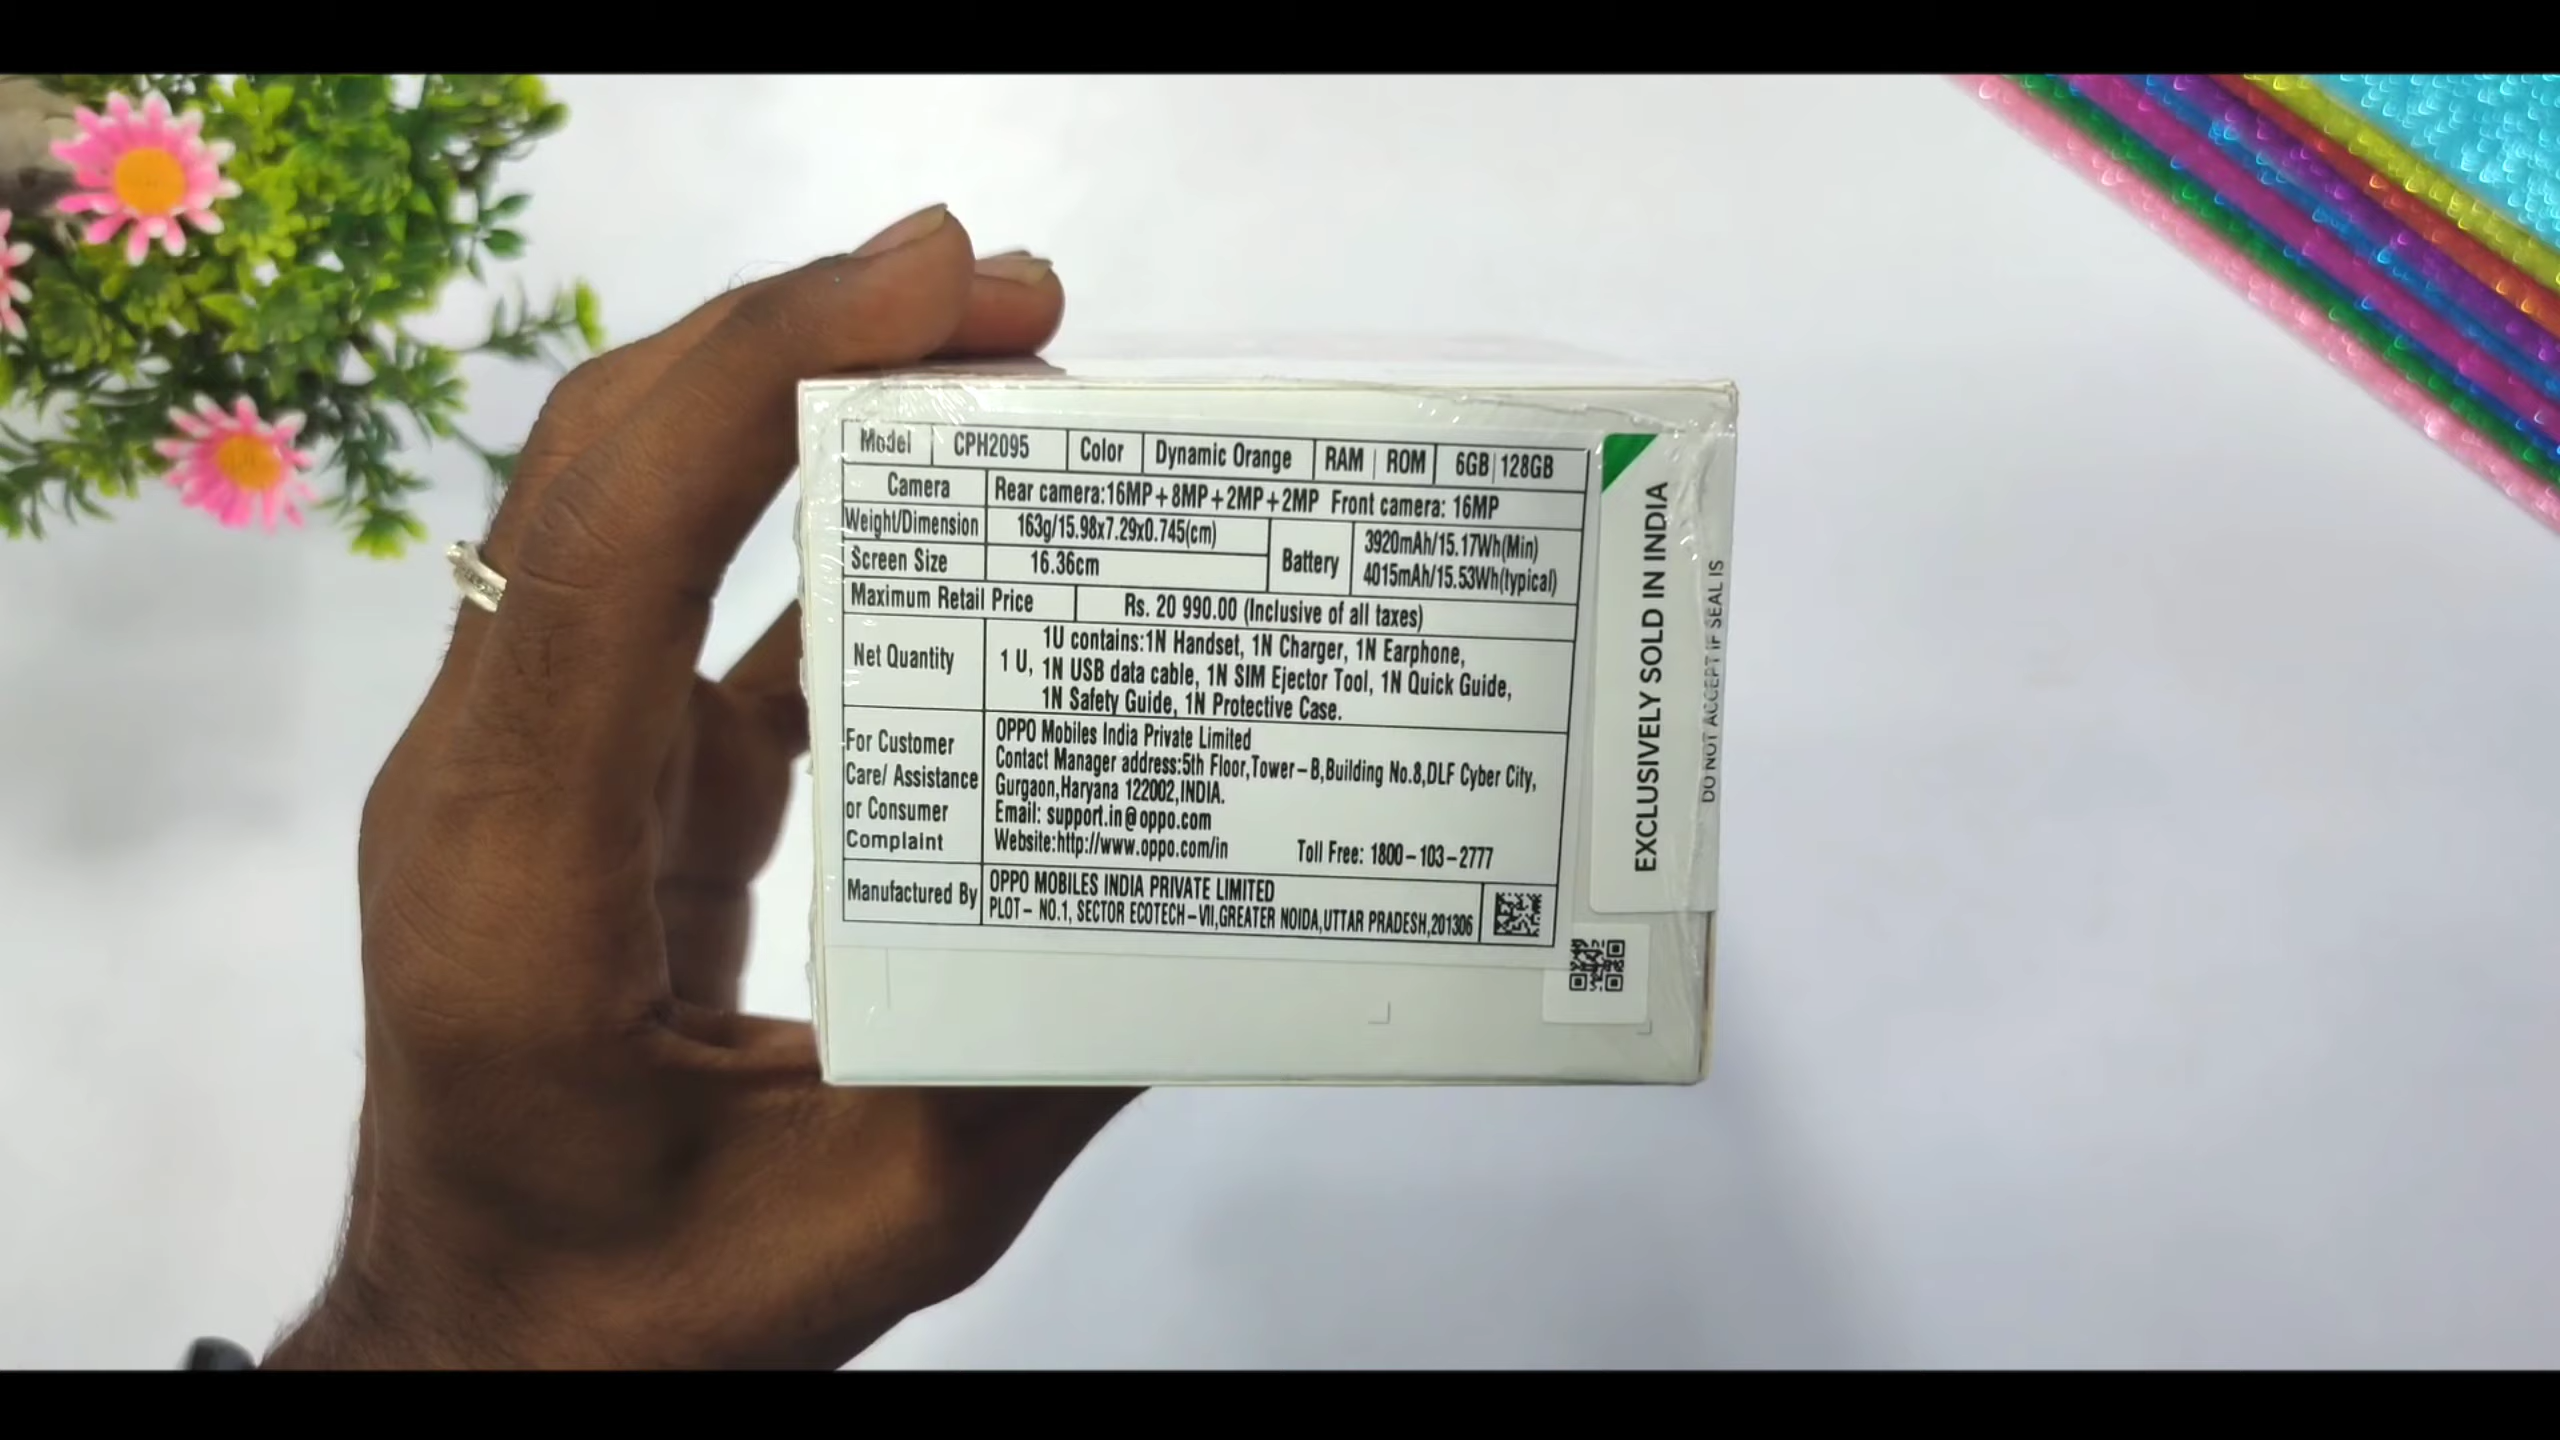 Model CPH2095 Color Dynamic Orange RAM | ROM 6GB | 128GB
Camera Rear camera:16MP+8MP+2MP+2MP Front camera: 16MP
Weight/Dimension 163g/15.98x7.29x0.745(cm)
Screen Size 16.36cm
Battery 3920mAh/15.17Wh(Min)
4015mAh/15.53Wh(typical)
Maximum Retail Price Rs. 20 990.00 (Inclusive of all taxes)
Net Quantity 1 U, 1U contains:1N Handset, 1N Charger, 1N Earphone,
1N USB data cable, 1N SIM Ejector Tool, 1N Quick Guide,
1N Safety Guide, 1N Protective Case.
For Customer
Care/ Assistance
or Consumer
Complaint
OPPO Mobiles India Private Limited
Contact Manager address:5th Floor,Tower-B,Building No.8,DLF Cyber City,
Gurgaon,Haryana 122002,INDIA.
Email: support.in@oppo.com
Website:http://www.oppo.com/in Toll Free: 1800-103-2777
Manufactured By OPPO MOBILES INDIA PRIVATE LIMITED
PLOT- NO.1, SECTOR ECOTECH-VII,GREATER NOIDA,UTTAR PRADESH,201306
EXCLUSIVELY SOLD IN INDIA
DO NOT ACCEPT IF SEAL IS